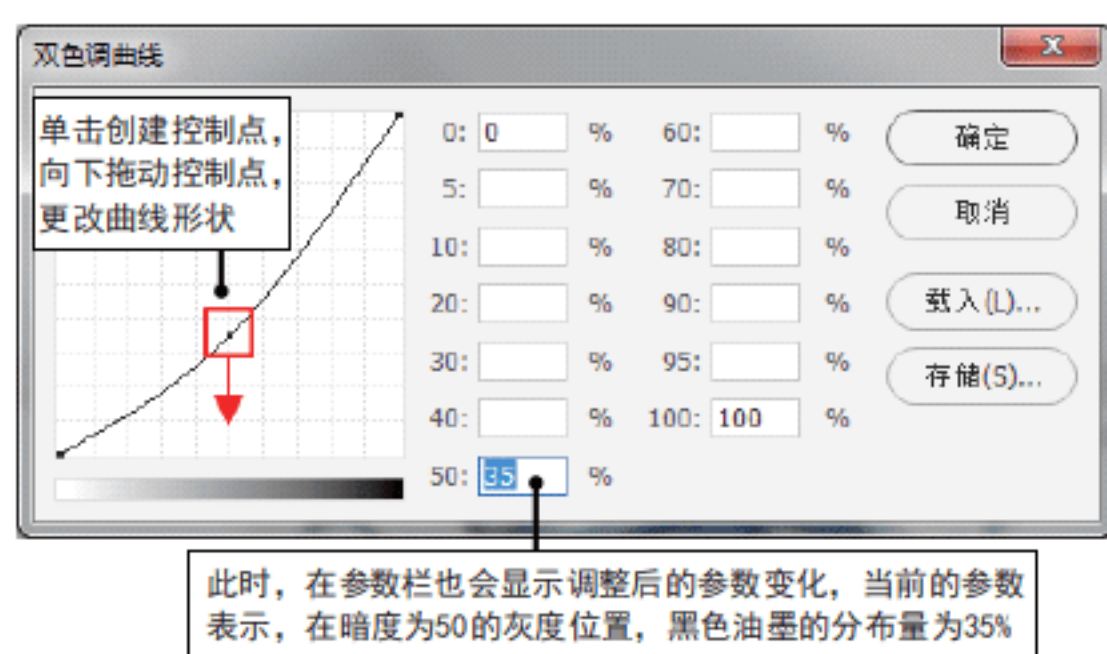 双色调曲线
单击创建控制点，
向下拖动控制点，
更改曲线形状
0: 0 % 60: % 确定
5: % 70: % 取消
10: % 80: %
20: % 90: % 载入(L)...
30: % 95: % 存储(S)...
40: % 100: 100 %
50: 35 %
此时，在参数栏也会显示调整后的参数变化，当前的参数
表示，在暗度为50的灰度位置，黑色油墨的分布量为35%